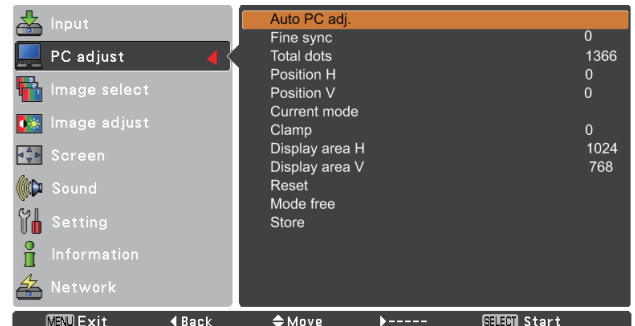 Input
PC adjust
Image select
Image adjust
Screen
Sound
Setting
Information
Network
Auto PC adj.
Fine sync 0
Total dots 1366
Position H 0
Position V 0
Current mode
Clamp 0
Display area H 1024
Display area V 768
Reset
Mode free
Store
MENU Exit Back Move ----- SELECT Start